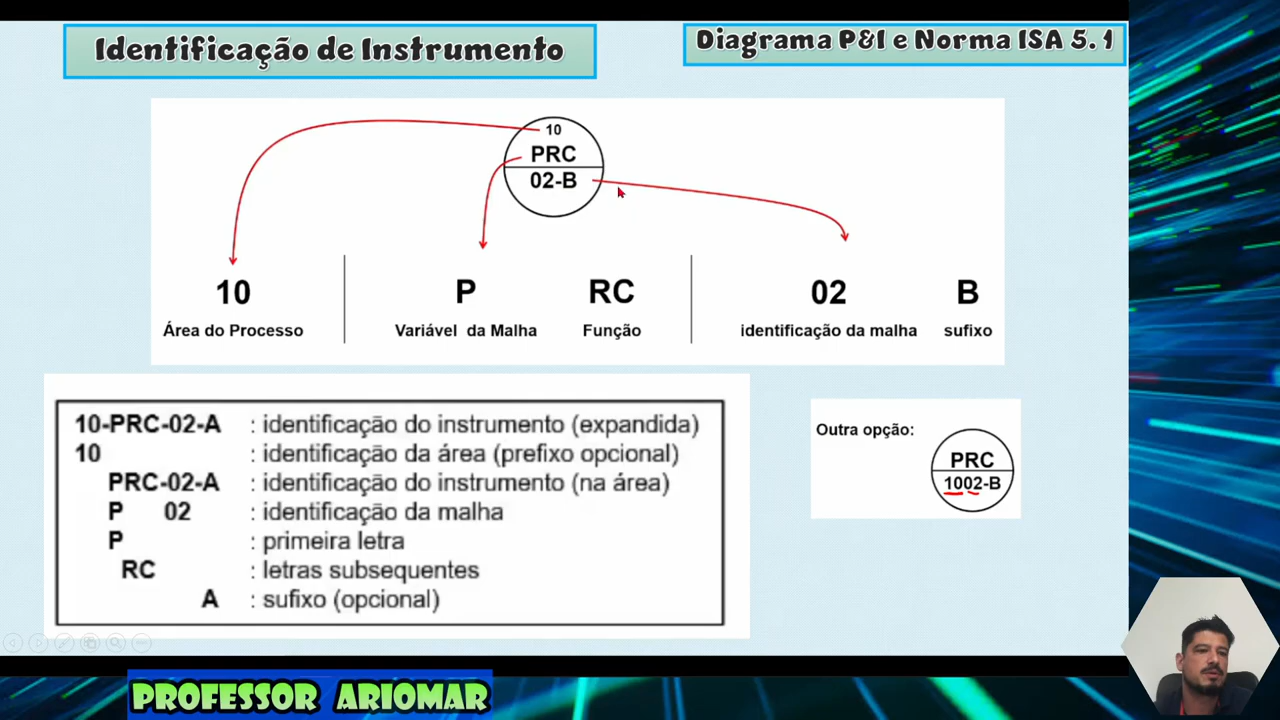 Identificação de Instrumento
Diagrama P&I e Norma ISA 5.1
10
PRC
02-B
10 P RC 02 B
Área do Processo Variável da Malha Função identificação da malha sufixo
10-PRC-02-A : identificação do instrumento (expandida)
10 : identificação da área (prefixo opcional)
PRC-02-A : identificação do instrumento (na área)
P 02 : identificação da malha
P : primeira letra
RC : letras subsequentes
A : sufixo (opcional)
Outra opção:
PRC
1002-B
PROFESSOR ARIOMAR